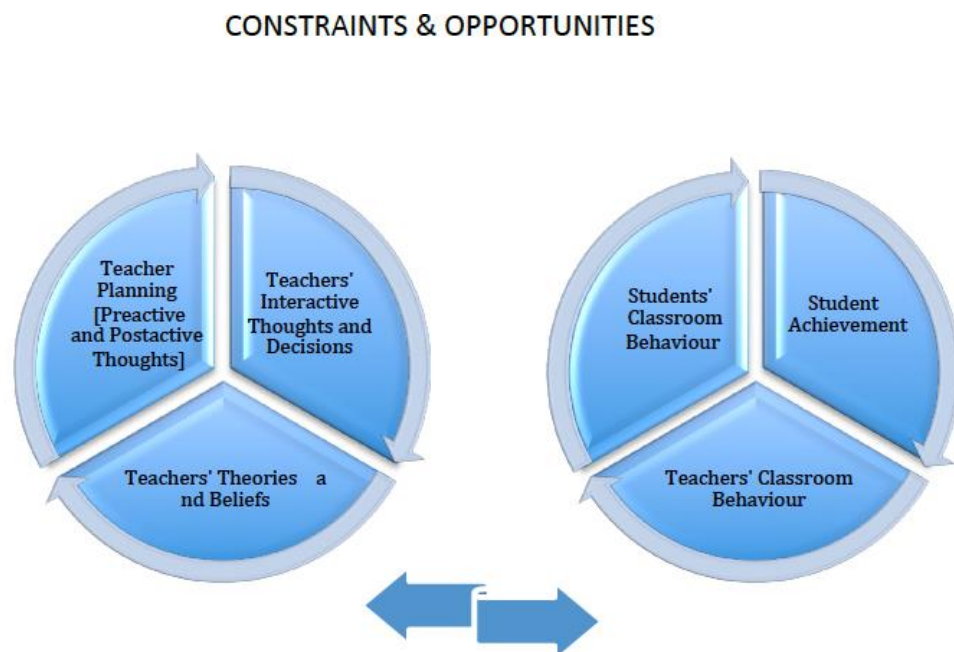 CONSTRAINTS & OPPORTUNITIES
Teacher
Planning
[Preactive
and Postactive
Thoughts]
Teachers'
Interactive
Thoughts and
Decisions
Teachers' Theories a
nd Beliefs
Students'
Classroom
Behaviour
Student
Achievement
Teachers' Classroom
Behaviour